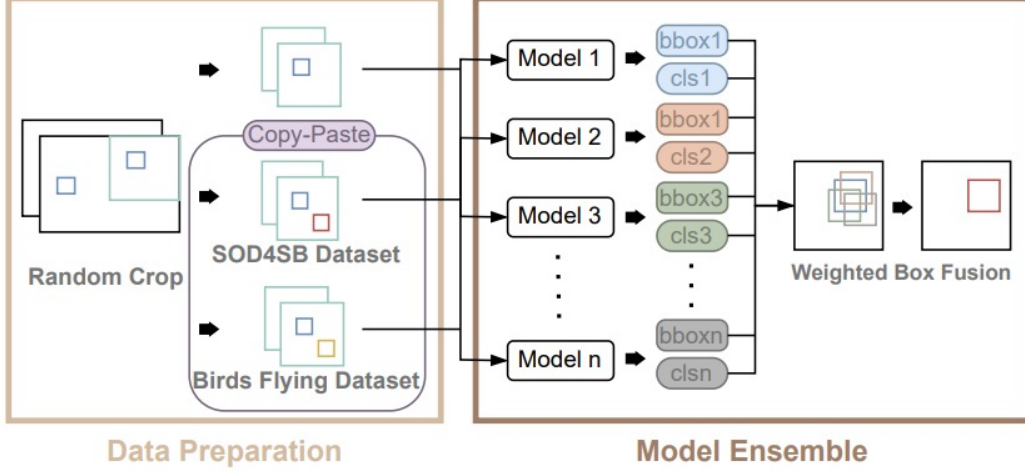 Random Crop
Copy-Paste
SOD4SB Dataset
Birds Flying Dataset
Data Preparation
Model 1
bbox1
cls1
Model 2
bbox1
cls2
Model 3
bbox3
cls3
Model n
bboxn
clsn
Weighted Box Fusion
Model Ensemble